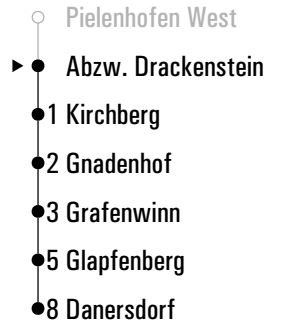 Pielenhofen West
Abzw. Drackenstein
1 Kirchberg
2 Gnadenhof
3 Grafenwinn
5 Glapfenberg
8 Danersdorf